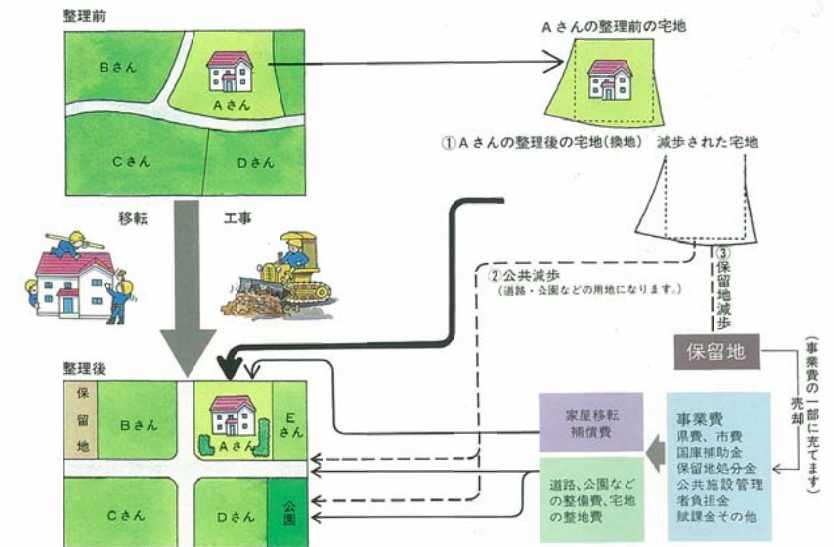 整理前
Bさん
Aさん
Cさん
Dさん
Aさんの整理前の宅地
①Aさんの整理後の宅地(換地)
減歩された宅地
移転
工事
②公共減歩
(道路・公園などの用地になります。)
③保留地減歩
保留地
売却
(事業費の一部に充てます)
整理後
保留地
Bさん
Aさん
Eさん
Cさん
Dさん
公園
家屋移転
補償費
道路、公園など
の整備費、宅地
の整地費
事業費
県費、市費
国庫補助金
保留地処分金
公共施設管理
者負担金
賦課金その他